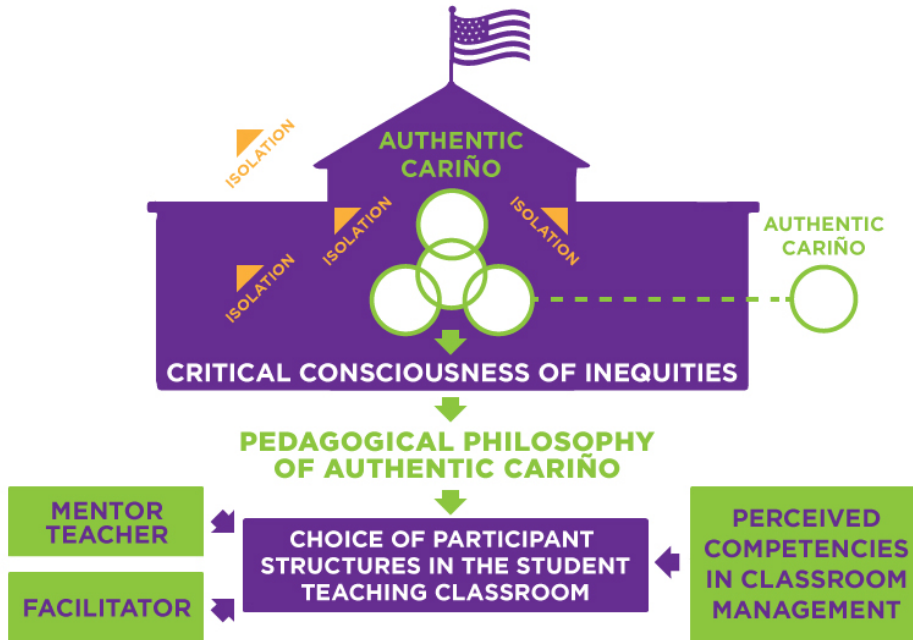 AUTHENTIC
CARIÑO
ISOLATION
ISOLATION
ISOLATION
ISOLATION
AUTHENTIC
CARIÑO
CRITICAL CONSCIOUSNESS OF INEQUITIES
PEDAGOGICAL PHILOSOPHY
OF AUTHENTIC CARIÑO
MENTOR
TEACHER
FACILITATOR
CHOICE OF PARTICIPANT
STRUCTURES IN THE STUDENT
TEACHING CLASSROOM
PERCEIVED
COMPETENCIES
IN CLASSROOM
MANAGEMENT